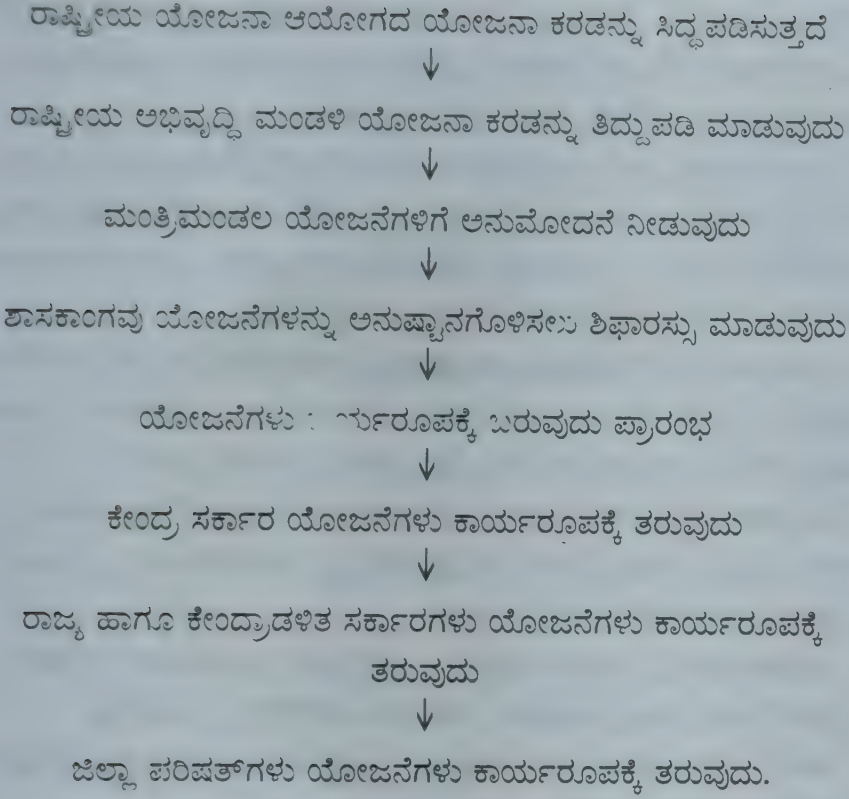 ರಾಷ್ಟ್ರೀಯ ಯೋಜನಾ ಆಯೋಗದ ಯೋಜನಾ ಕರಡನ್ನು ಸಿದ್ಧಪಡಿಸುತ್ತದೆ
↓
ರಾಷ್ಟ್ರೀಯ ಅಭಿವೃದ್ಧಿ ಮಂಡಳಿ ಯೋಜನಾ ಕರಡನ್ನು ತಿದ್ದುಪಡಿ ಮಾಡುವುದು
↓
ಮಂತ್ರಿಮಂಡಲ ಯೋಜನೆಗಳಿಗೆ ಅನುಮೋದನೆ ನೀಡುವುದು
↓
ಶಾಸಕಾಂಗವು ಯೋಜನೆಗಳನ್ನು ಅನುಷ್ಟಾನಗೊಳಿಸಲು ಶಿಫಾರಸ್ಸು ಮಾಡುವುದು
↓
ಯೋಜನೆಗಳು ಬರುವುದು ಪ್ರಾರಂಭ
↓
ಕೇಂದ್ರ ಸರ್ಕಾರ ಯೋಜನೆಗಳು ಕಾರ್ಯರೂಪಕ್ಕೆ ತರುವುದು
↓
ರಾಜ್ಯ ಹಾಗೂ ಕೇಂದ್ರಾಡಳಿತ ಸರ್ಕಾರಗಳು ಯೋಜನೆಗಳು ಕಾರ್ಯರೂಪಕ್ಕೆ
ತರುವುದು
↓
ಜಿಲ್ಲಾ ಪರಿಷತ್‌ಗಳು ಯೋಜನೆಗಳು ಕಾರ್ಯರೂಪಕ್ಕೆ ತರುವುದು.